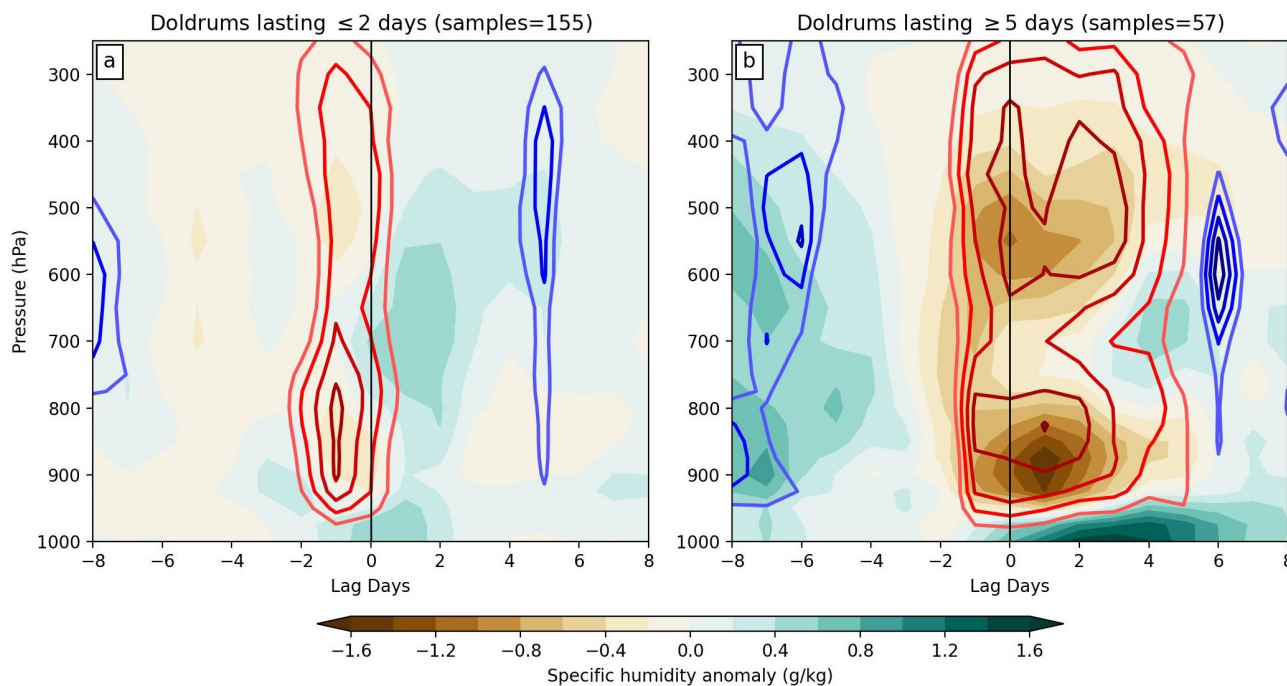 Doldrums lasting ≤2 days (samples=155)
a
300
400
500
600
700
800
900
1000
Pressure (hPa)
−8 −6 −4 −2 0 2 4 6 8
Lag Days
Doldrums lasting ≥5 days (samples=57)
b
300
400
500
600
700
800
900
1000
−8 −6 −4 −2 0 2 4 6 8
Lag Days
−1.6 −1.2 −0.8 −0.4 0.0 0.4 0.8 1.2 1.6
Specific humidity anomaly (g/kg)